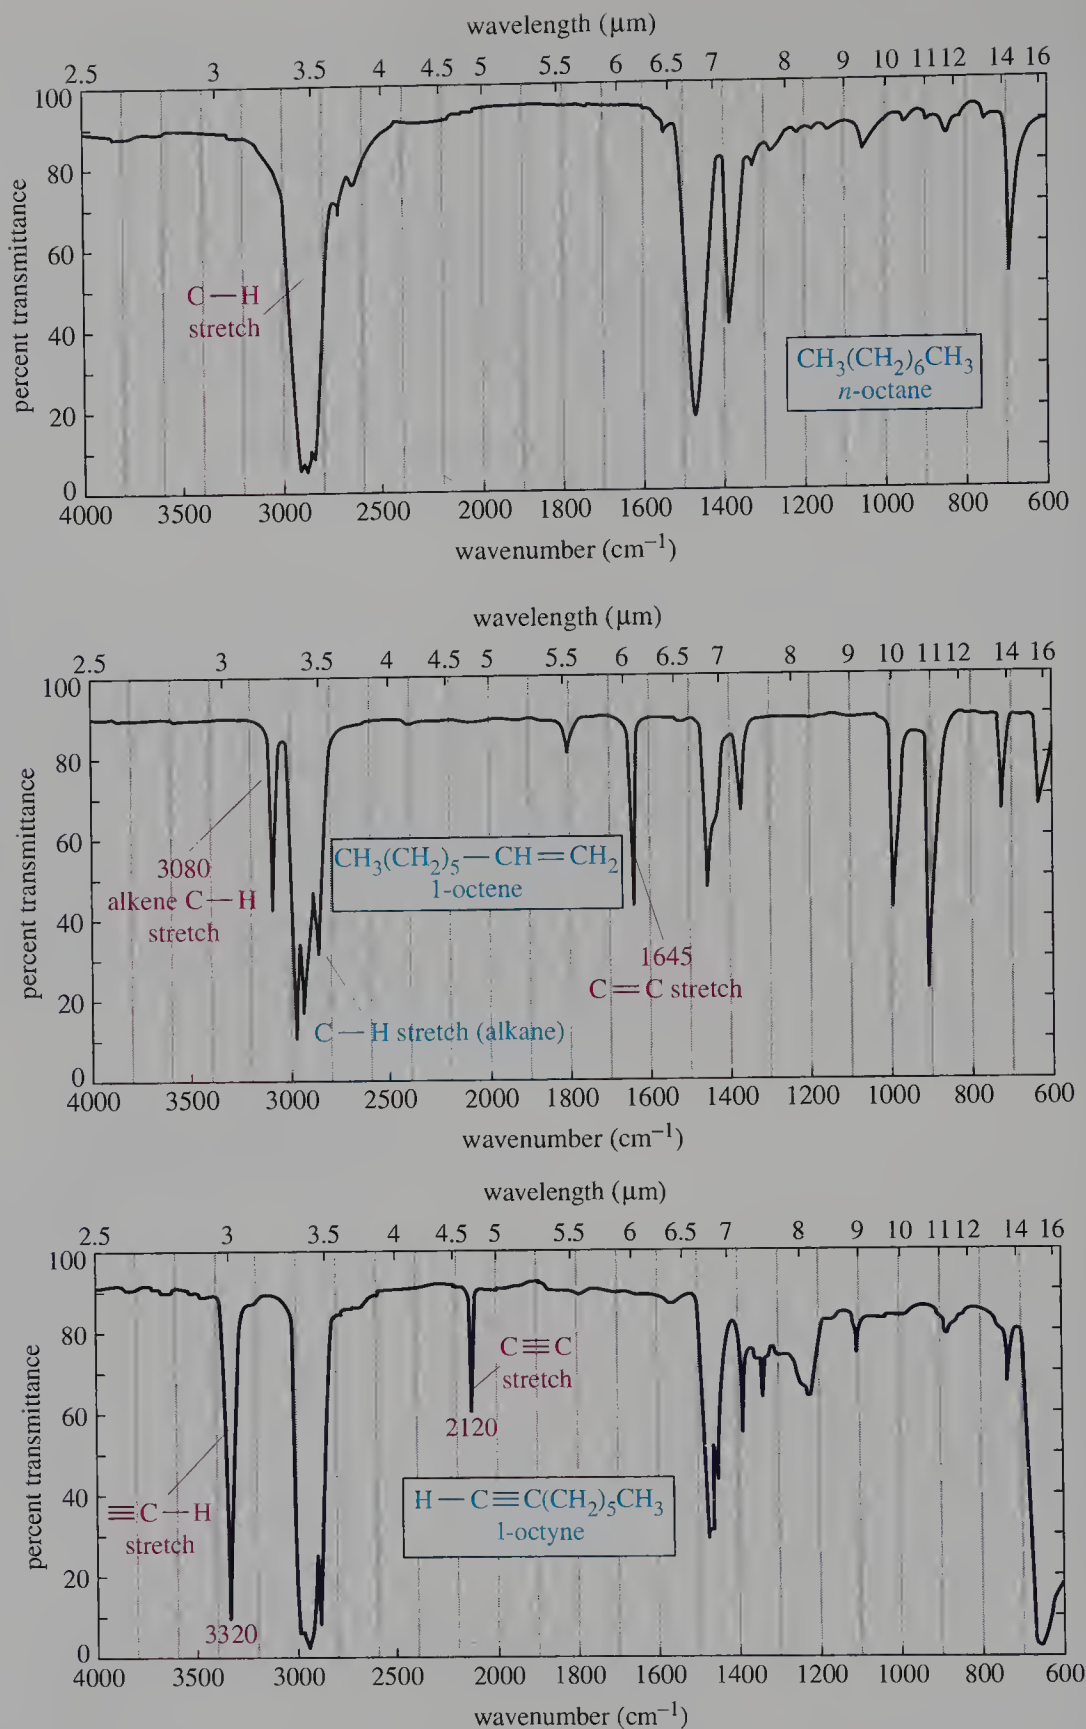 wavelength (μm)
2.5 3 3.5 4 4.5 5 5.5 6 6.5 7 8 9 10 11 12 14 16
100
80
60
40
20
0
percent transmittance
C—H
stretch
CH₃(CH₂)₆CH₃
n-octane
4000 3500 3000 2500 2000 1800 1600 1400 1200 1000 800 600
wavenumber (cm⁻¹)
wavelength (μm)
2.5 3 3.5 4 4.5 5 5.5 6 6.5 7 8 9 10 11 12 14 16
100
80
60
40
20
0
percent transmittance
3080
alkene C—H
stretch
CH₃(CH₂)₅—CH=CH₂
1-octene
1645
C=C stretch
C—H stretch (alkane)
4000 3500 3000 2500 2000 1800 1600 1400 1200 1000 800 600
wavenumber (cm⁻¹)
wavelength (μm)
2.5 3 3.5 4 4.5 5 5.5 6 6.5 7 8 9 10 11 12 14 16
100
80
60
40
20
0
percent transmittance
C≡C
stretch
2120
≡C—H
stretch
3320
H—C≡C(CH₂)₅CH₃
1-octyne
4000 3500 3000 2500 2000 1800 1600 1400 1200 1000 800 600
wavenumber (cm⁻¹)